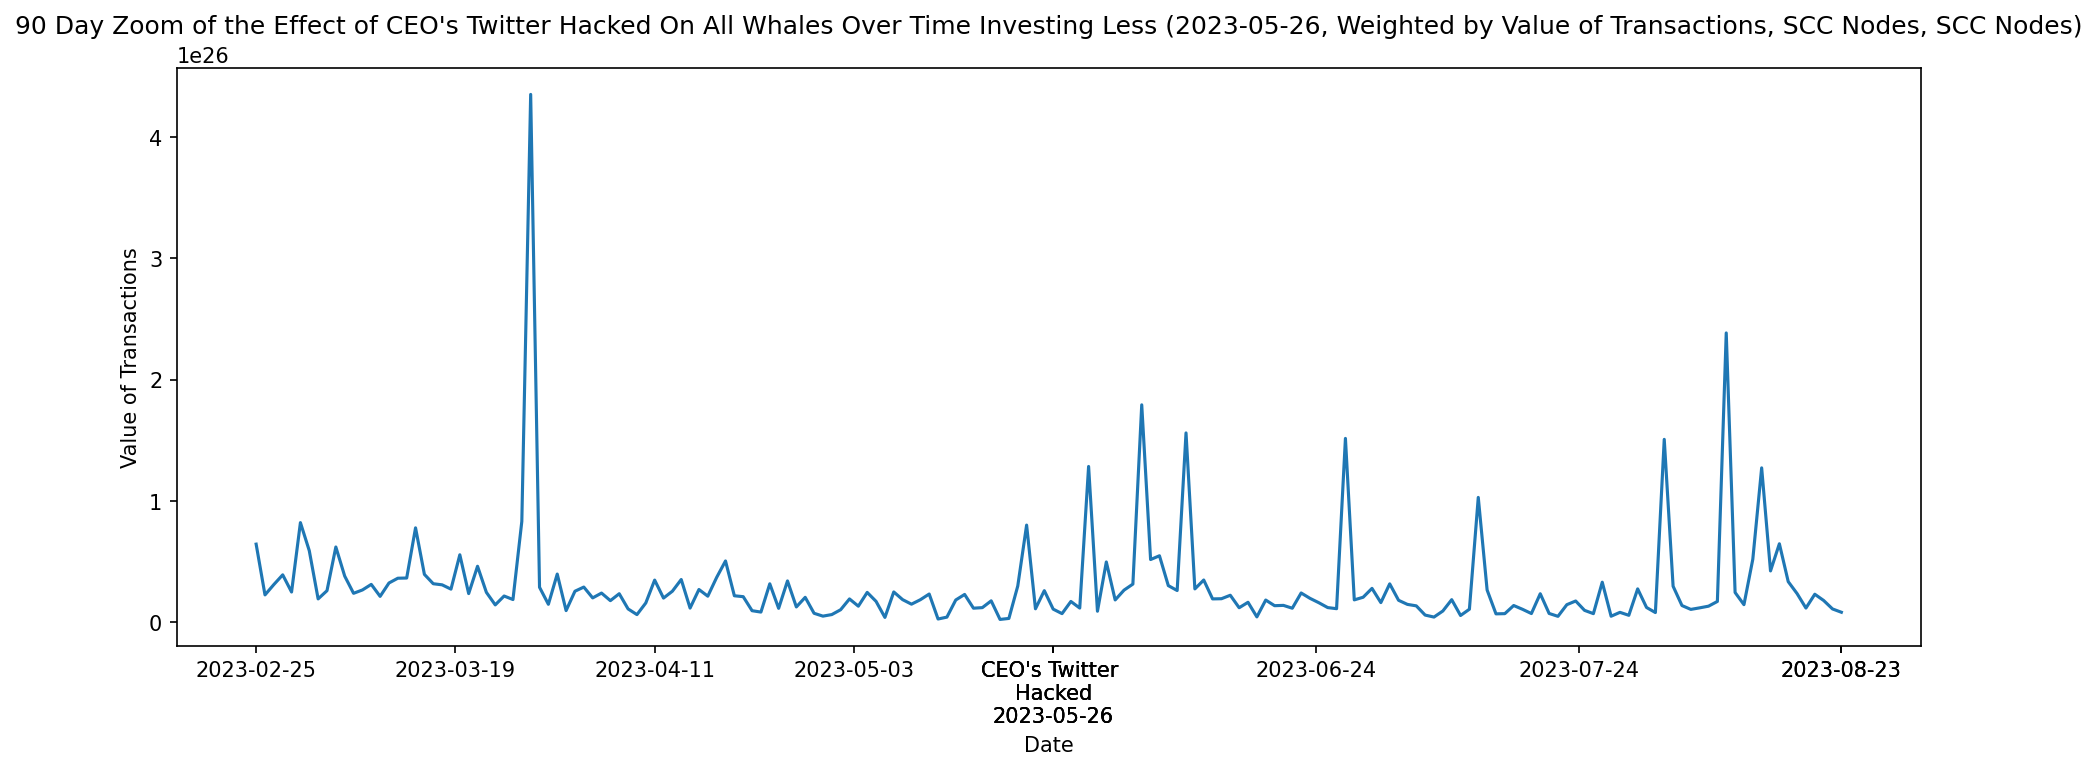 90 Day Zoom of the Effect of CEO's Twitter Hacked On All Whales Over Time Investing Less (2023-05-26, Weighted by Value of Transactions, SCC Nodes, SCC Nodes)
1e26
4
3
2
1
0
Value of Transactions
2023-02-25 2023-03-19 2023-04-11 2023-05-03 CEO's Twitter 2023-06-24 2023-07-24 2023-08-23
Hacked
2023-05-26
Date